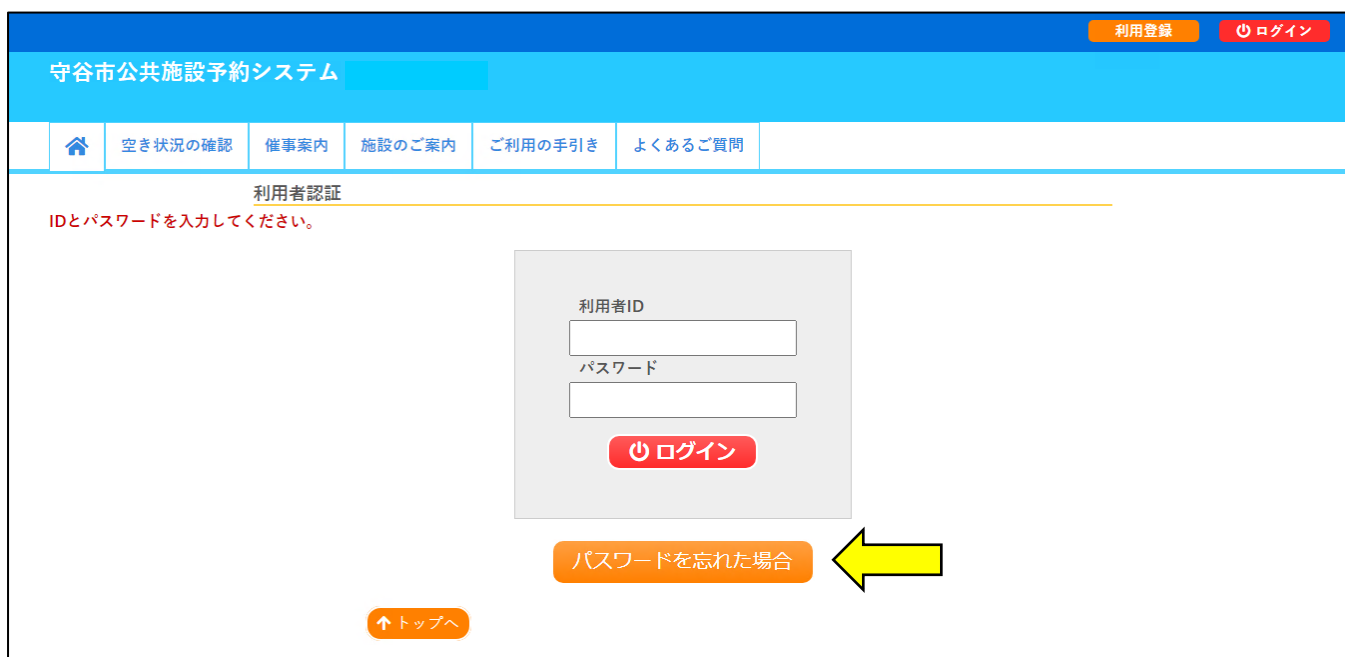 利用登録
ログイン
守谷市公共施設予約システム
空き状況の確認
催事案内
施設のご案内
ご利用の手引き
よくあるご質問
利用者認証
IDとパスワードを入力してください。
利用者ID
パスワード
ログイン
パスワードを忘れた場合
トップへ